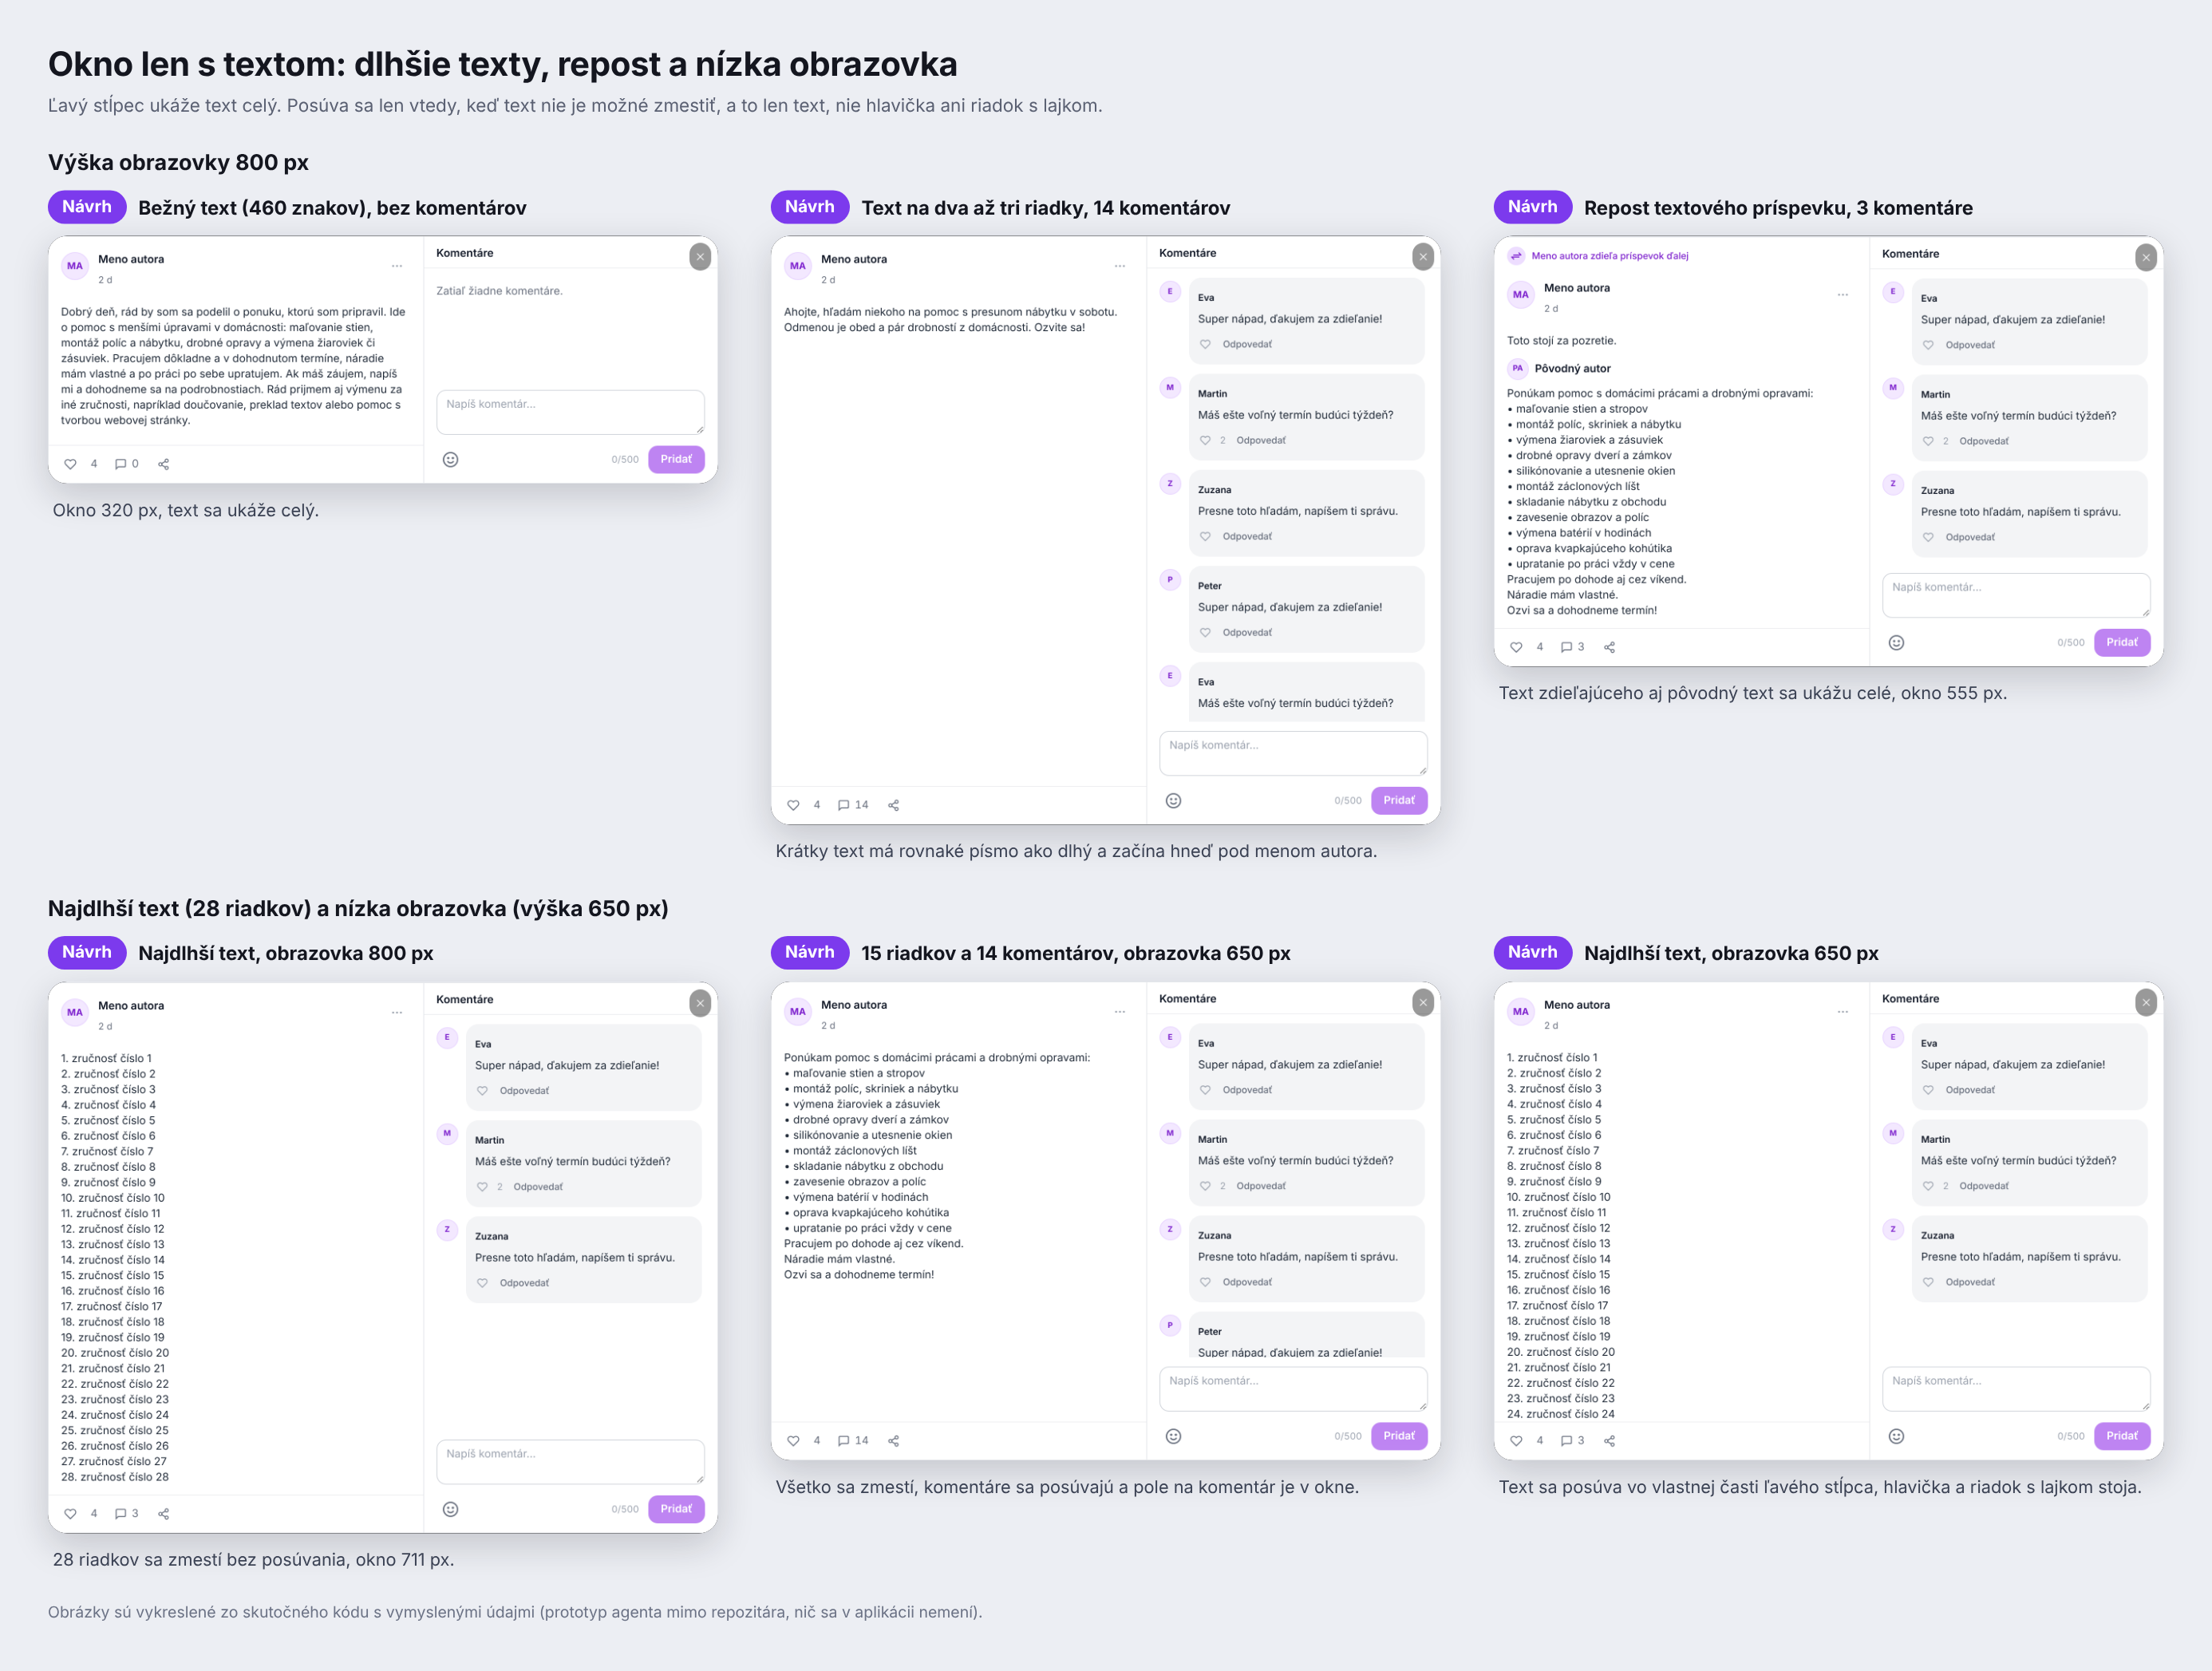 Okno len s textom: dlhšie texty, repost a nízka obrazovka
Ľavý stĺpec ukáže text celý. Posúva sa len vtedy, keď text nie je možné zmestiť, a to len text, nie hlavička ani riadok s lajkom.
Výška obrazovky 800 px
Návrh Bežný text (460 znakov), bez komentárov
MA Meno autora
2 d
...
Dobrý deň, rád by som sa podelil o ponuku, ktorú som pripravil. Ide
o pomoc s menšími úpravami v domácnosti: maľovanie stien,
montáž políc a nábytku, drobné opravy a výmena žiaroviek či
zásuviek. Pracujem dôkladne a v dohodnutom termíne, náradie
mám vlastné a po práci po sebe upratujem. Ak máš záujem, napíš
mi a dohodneme sa na podrobnostiach. Rád prijmem aj výmenu za
iné zručnosti, napríklad doučovanie, preklad textov alebo pomoc s
tvorbou webovej stránky.
4 0
Komentáre
Zatiaľ žiadne komentáre.
Napíš komentár...
0/500 Pridať
Okno 320 px, text sa ukáže celý.
Návrh Text na dva až tri riadky, 14 komentárov
MA Meno autora
2 d
...
Ahojte, hľadám niekoho na pomoc s presunom nábytku v sobotu.
Odmenou je obed a pár drobností z domácnosti. Ozvite sa!
4 14
Komentáre
E Eva
Super nápad, ďakujem za zdieľanie!
Odpovedať
M Martin
Máš ešte voľný termín budúci týždeň?
2 Odpovedať
Z Zuzana
Presne toto hľadám, napíšem ti správu.
Odpovedať
P Peter
Super nápad, ďakujem za zdieľanie!
Odpovedať
E Eva
Máš ešte voľný termín budúci týždeň?
Napíš komentár...
0/500 Pridať
Krátky text má rovnaké písmo ako dlhý a začína hneď pod menom autora.
Návrh Repost textového príspevku, 3 komentáre
Meno autora zdieľa príspevok ďalej
MA Meno autora
2 d
...
Toto stojí za pozretie.
PA Pôvodný autor
Ponúkam pomoc s domácimi prácami a drobnými opravami:
• maľovanie stien a stropov
• montáž políc, skriniek a nábytku
• výmena žiaroviek a zásuviek
• drobné opravy dverí a zámkov
• silikónovanie a utesnenie okien
• montáž záclonových líšt
• skladanie nábytku z obchodu
• zavesenie obrazov a políc
• výmena batérií v hodinách
• oprava kvapkajúceho kohútika
• upratanie po práci vždy v cene
Pracujem po dohode aj cez víkend.
Náradie mám vlastné.
Ozvi sa a dohodneme termín!
4 3
Komentáre
E Eva
Super nápad, ďakujem za zdieľanie!
Odpovedať
M Martin
Máš ešte voľný termín budúci týždeň?
2 Odpovedať
Z Zuzana
Presne toto hľadám, napíšem ti správu.
Odpovedať
Napíš komentár...
0/500 Pridať
Text zdieľajúceho aj pôvodný text sa ukážu celé, okno 555 px.
Najdlhší text (28 riadkov) a nízka obrazovka (výška 650 px)
Návrh Najdlhší text, obrazovka 800 px
MA Meno autora
2 d
...
1. zručnosť číslo 1
2. zručnosť číslo 2
3. zručnosť číslo 3
4. zručnosť číslo 4
5. zručnosť číslo 5
6. zručnosť číslo 6
7. zručnosť číslo 7
8. zručnosť číslo 8
9. zručnosť číslo 9
10. zručnosť číslo 10
11. zručnosť číslo 11
12. zručnosť číslo 12
13. zručnosť číslo 13
14. zručnosť číslo 14
15. zručnosť číslo 15
16. zručnosť číslo 16
17. zručnosť číslo 17
18. zručnosť číslo 18
19. zručnosť číslo 19
20. zručnosť číslo 20
21. zručnosť číslo 21
22. zručnosť číslo 22
23. zručnosť číslo 23
24. zručnosť číslo 24
25. zručnosť číslo 25
26. zručnosť číslo 26
27. zručnosť číslo 27
28. zručnosť číslo 28
4 3
Komentáre
E Eva
Super nápad, ďakujem za zdieľanie!
Odpovedať
M Martin
Máš ešte voľný termín budúci týždeň?
2 Odpovedať
Z Zuzana
Presne toto hľadám, napíšem ti správu.
Odpovedať
Napíš komentár...
0/500 Pridať
28 riadkov sa zmestí bez posúvania, okno 711 px.
Návrh 15 riadkov a 14 komentárov, obrazovka 650 px
MA Meno autora
2 d
...
Ponúkam pomoc s domácimi prácami a drobnými opravami:
• maľovanie stien a stropov
• montáž políc, skriniek a nábytku
• výmena žiaroviek a zásuviek
• drobné opravy dverí a zámkov
• silikónovanie a utesnenie okien
• montáž záclonových líšt
• skladanie nábytku z obchodu
• zavesenie obrazov a políc
• výmena batérií v hodinách
• oprava kvapkajúceho kohútika
• upratanie po práci vždy v cene
Pracujem po dohode aj cez víkend.
Náradie mám vlastné.
Ozvi sa a dohodneme termín!
4 14
Komentáre
E Eva
Super nápad, ďakujem za zdieľanie!
Odpovedať
M Martin
Máš ešte voľný termín budúci týždeň?
2 Odpovedať
Z Zuzana
Presne toto hľadám, napíšem ti správu.
Odpovedať
P Peter
Super nápad, ďakujem za zdieľanie!
Napíš komentár...
0/500 Pridať
Všetko sa zmestí, komentáre sa posúvajú a pole na komentár je v okne.
Návrh Najdlhší text, obrazovka 650 px
MA Meno autora
2 d
...
1. zručnosť číslo 1
2. zručnosť číslo 2
3. zručnosť číslo 3
4. zručnosť číslo 4
5. zručnosť číslo 5
6. zručnosť číslo 6
7. zručnosť číslo 7
8. zručnosť číslo 8
9. zručnosť číslo 9
10. zručnosť číslo 10
11. zručnosť číslo 11
12. zručnosť číslo 12
13. zručnosť číslo 13
14. zručnosť číslo 14
15. zručnosť číslo 15
16. zručnosť číslo 16
17. zručnosť číslo 17
18. zručnosť číslo 18
19. zručnosť číslo 19
20. zručnosť číslo 20
21. zručnosť číslo 21
22. zručnosť číslo 22
23. zručnosť číslo 23
24. zručnosť číslo 24
4 3
Komentáre
E Eva
Super nápad, ďakujem za zdieľanie!
Odpovedať
M Martin
Máš ešte voľný termín budúci týždeň?
2 Odpovedať
Z Zuzana
Presne toto hľadám, napíšem ti správu.
Odpovedať
Napíš komentár...
0/500 Pridať
Text sa posúva vo vlastnej časti ľavého stĺpca, hlavička a riadok s lajkom stoja.
Obrázky sú vykreslené zo skutočného kódu s vymyslenými údajmi (prototyp agenta mimo repozitára, nič sa v aplikácii nemení).